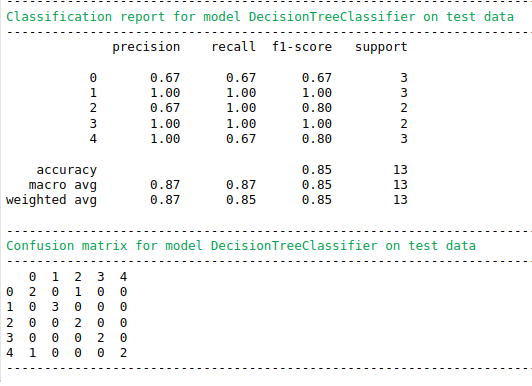 --------------------------------------------------------------------------------
Classification report for model DecisionTreeClassifier on test data
--------------------------------------------------------------------------------
              precision    recall  f1-score   support

           0       0.67      0.67      0.67         3
           1       1.00      1.00      1.00         3
           2       0.67      1.00      0.80         2
           3       1.00      1.00      1.00         2
           4       1.00      0.67      0.80         3

    accuracy                           0.85        13
   macro avg       0.87      0.87      0.85        13
weighted avg       0.87      0.85      0.85        13

--------------------------------------------------------------------------------
Confusion matrix for model DecisionTreeClassifier on test data
--------------------------------------------------------------------------------
   0  1  2  3  4
0  2  0  1  0  0
1  0  3  0  0  0
2  0  0  2  0  0
3  0  0  0  2  0
4  1  0  0  0  2
--------------------------------------------------------------------------------